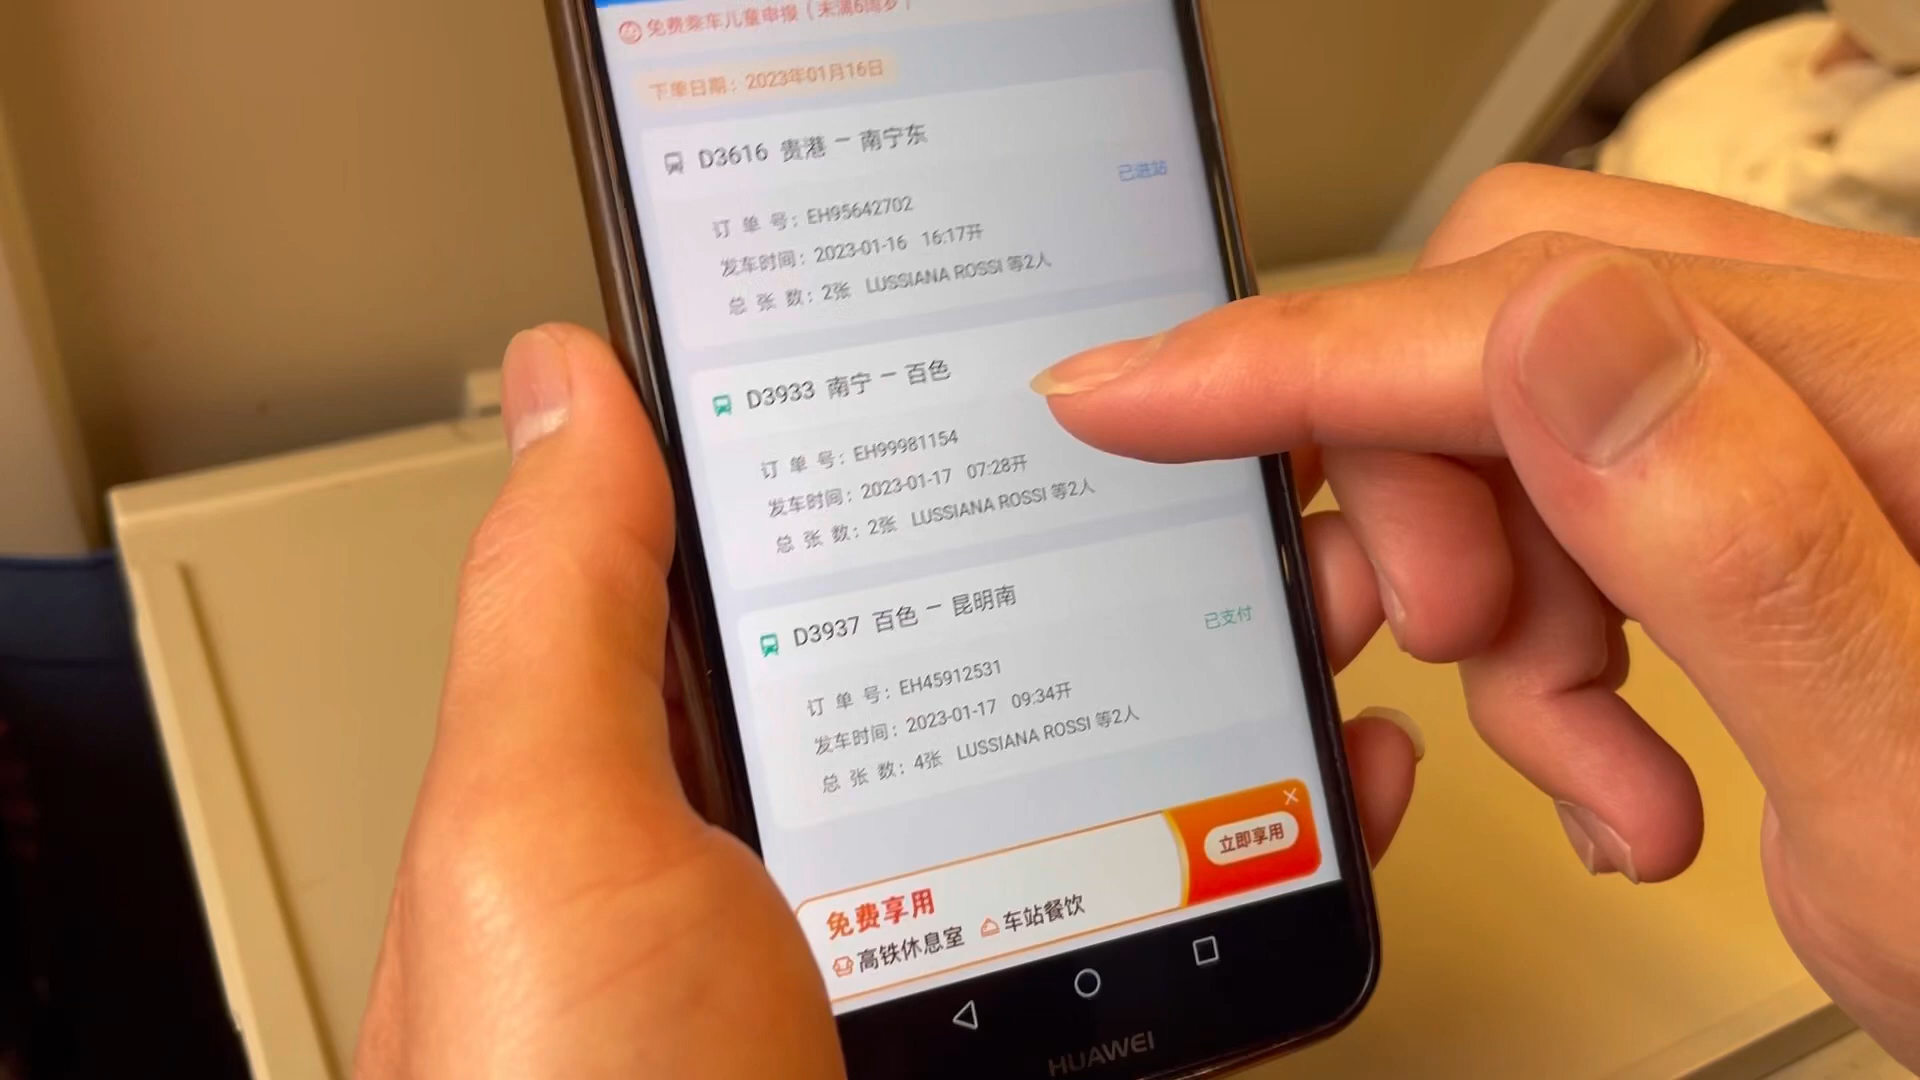 免费乘车儿童申报（未满6周岁）
下单日期：2023年01月16日
D3616 贵港 — 南宁东
已进站
订 单 号：EH95642702
发车时间：2023-01-16 16:17开
总 张 数：2张 LUSSIANA ROSSI 等2人
D3933 南宁 — 百色
订 单 号：EH99981154
发车时间：2023-01-17 07:28开
总 张 数：2张 LUSSIANA ROSSI 等2人
D3937 百色 — 昆明南
已支付
订 单 号：EH45912531
发车时间：2023-01-17 09:34开
总 张 数：4张 LUSSIANA ROSSI 等2人
立即享用
免费享用
高铁休息室 车站餐饮
HUAWEI